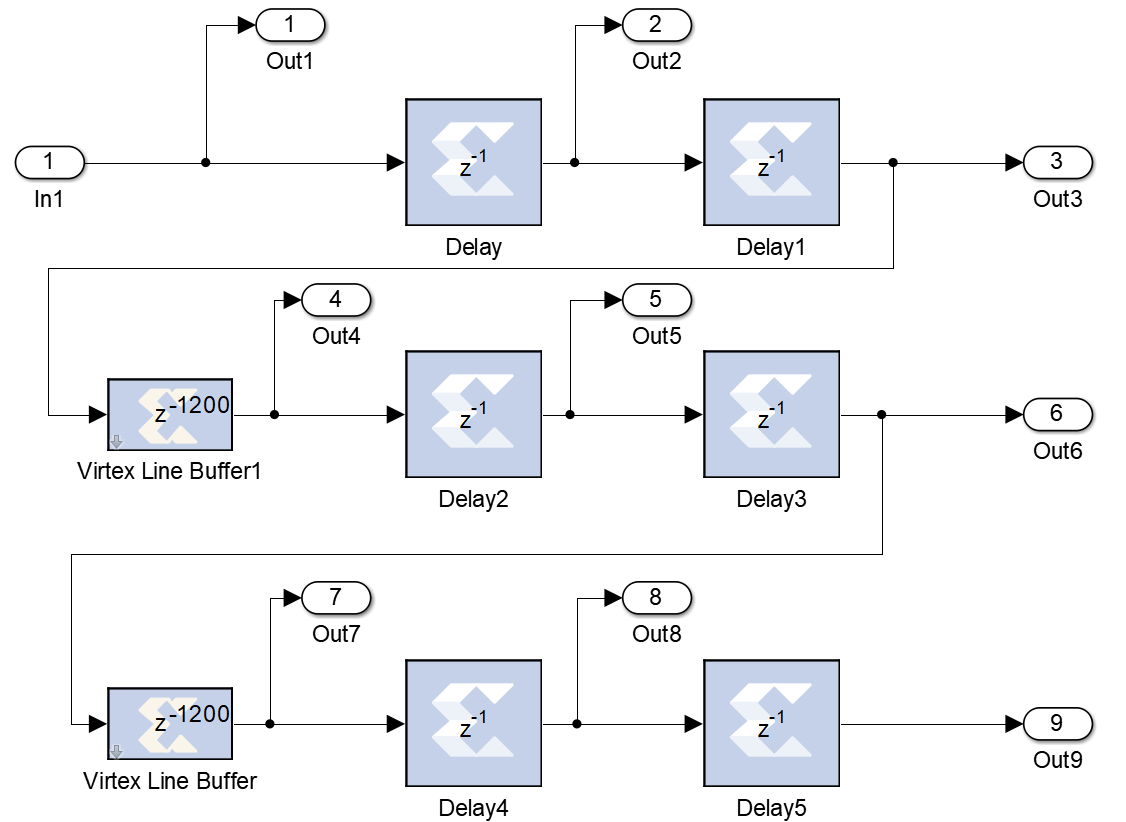 1
Out1
2
Out2
1
In1
z-1
Delay
z-1
Delay1
3
Out3
4
Out4
5
Out5
z-1200
Virtex Line Buffer1
z-1
Delay2
z-1
Delay3
6
Out6
7
Out7
8
Out8
z-1200
Virtex Line Buffer
z-1
Delay4
z-1
Delay5
9
Out9